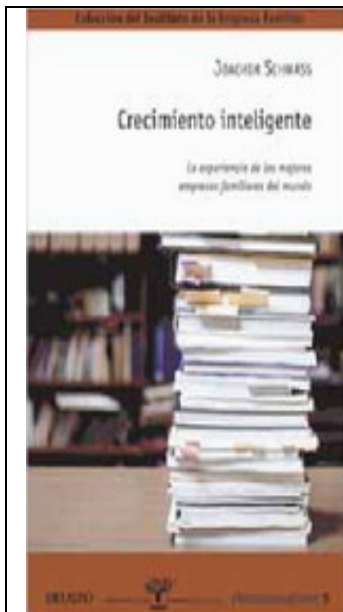 Colección del Instituto de la Empresa Familiar
JOACHIM SCHWASS
Crecimiento inteligente
La experiencia de las mejores
empresas familiares del mundo
DEUSTO